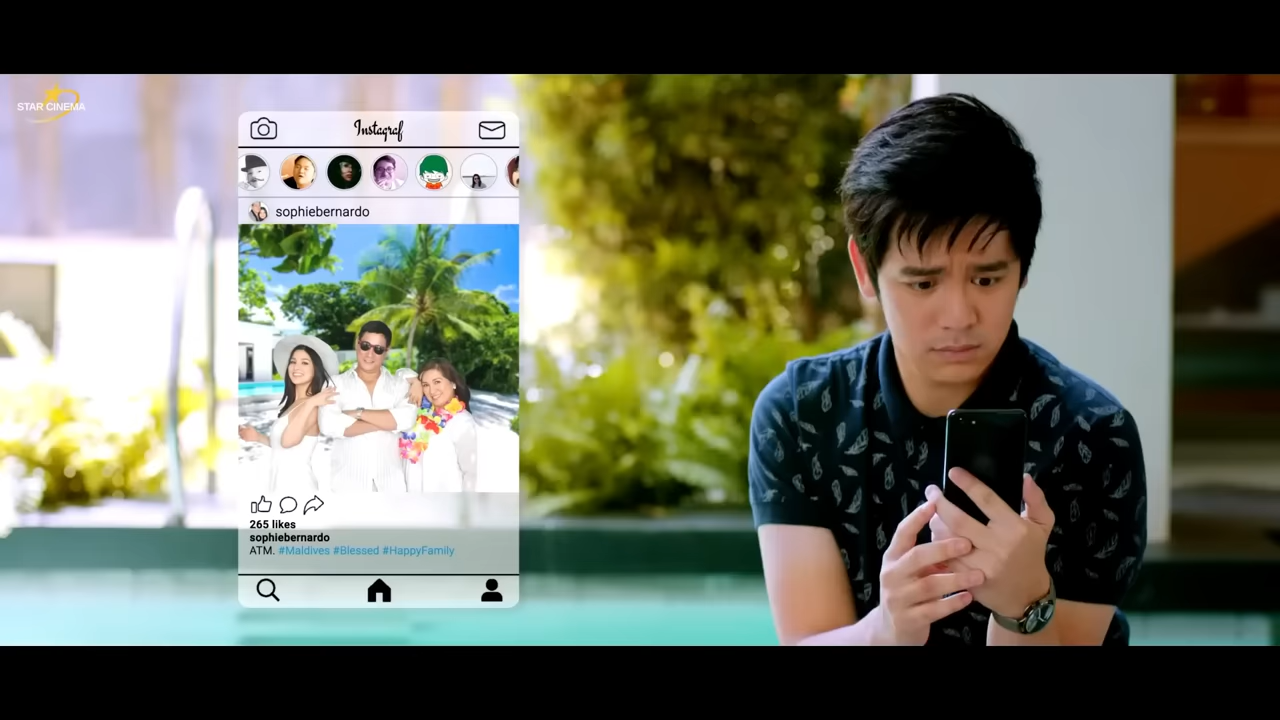 STAR CINEMA
Instagraf
sophiebernardo
265 likes
sophiebernardo
ATM. #Maldives #Blessed #HappyFamily